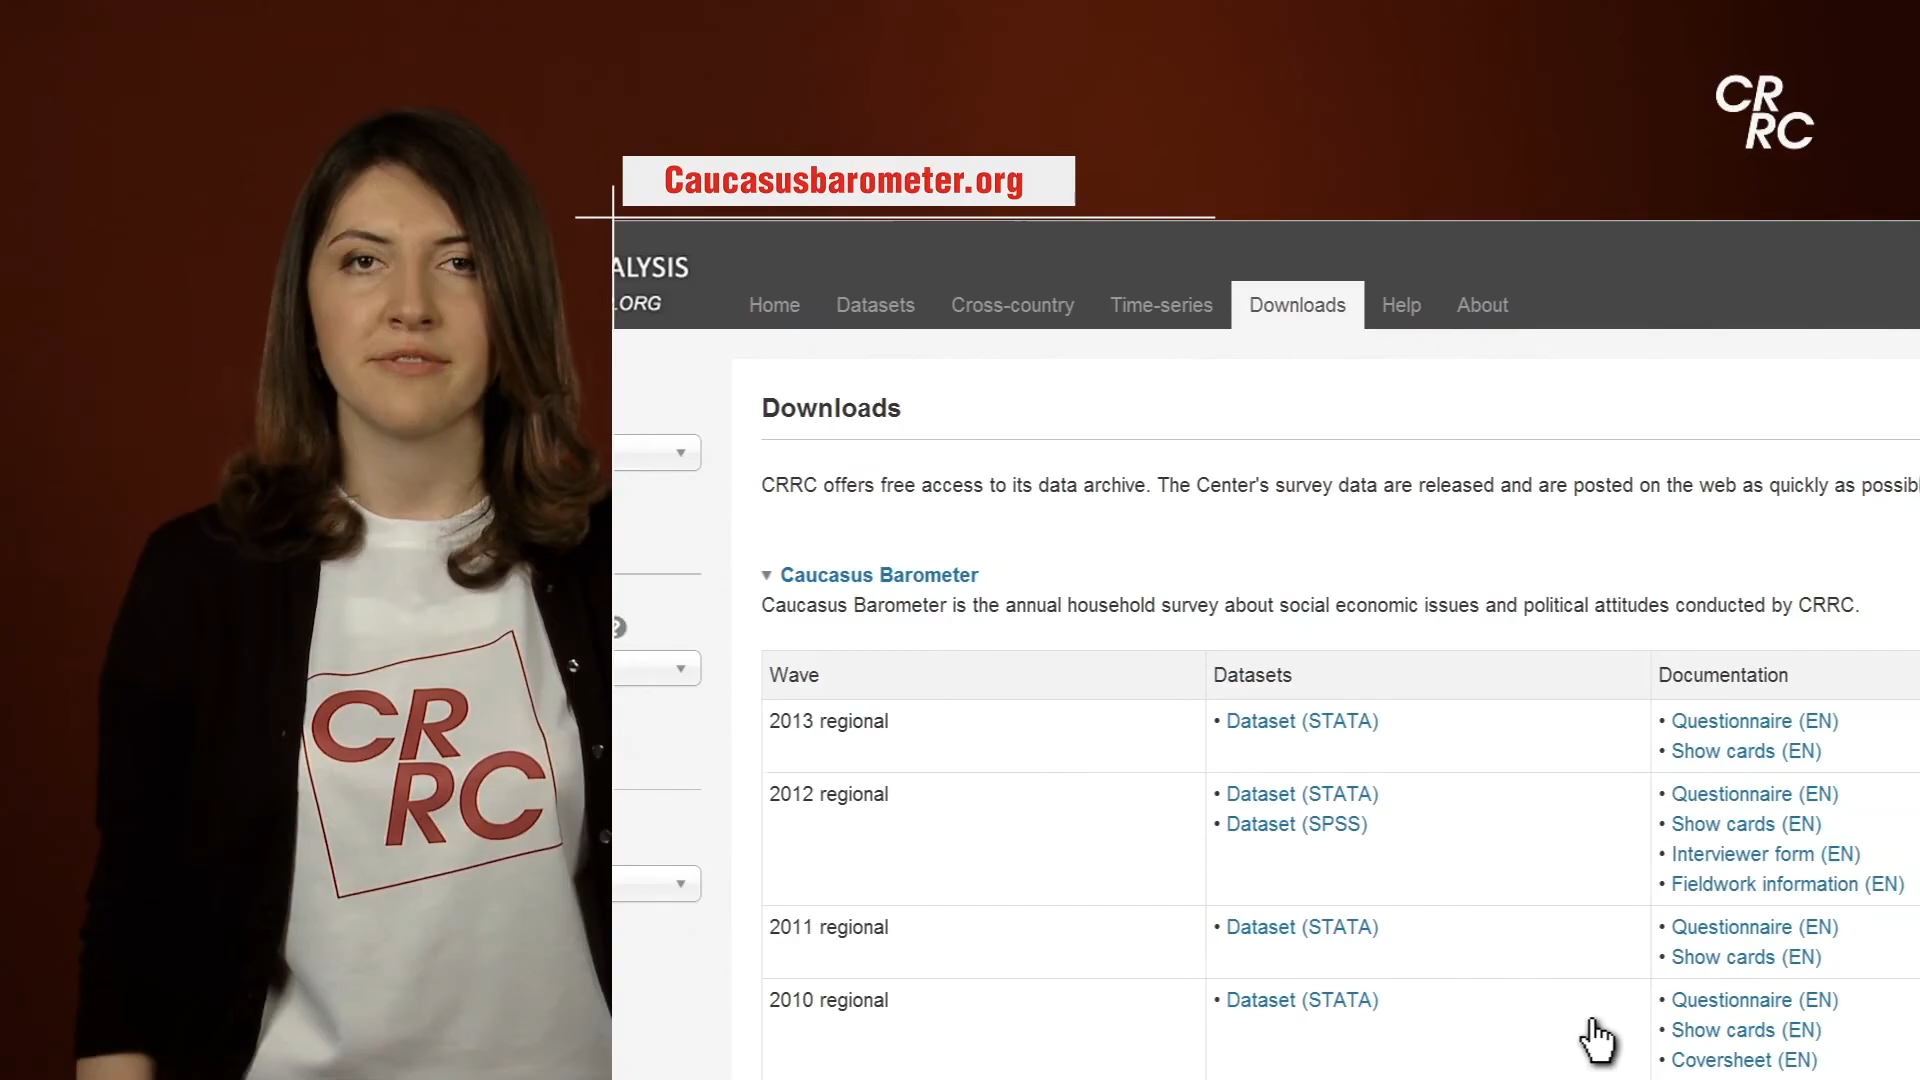 CR
RC
Caucasusbarometer.org
ALYSIS
.ORG
Home Datasets Cross-country Time-series Downloads Help About
Downloads
CRRC offers free access to its data archive. The Center's survey data are released and are posted on the web as quickly as possibl
▼ Caucasus Barometer
Caucasus Barometer is the annual household survey about social economic issues and political attitudes conducted by CRRC.
Wave Datasets Documentation
2013 regional • Dataset (STATA) • Questionnaire (EN)
• Show cards (EN)
2012 regional • Dataset (STATA) • Questionnaire (EN)
• Dataset (SPSS) • Show cards (EN)
• Interviewer form (EN)
• Fieldwork information (EN)
2011 regional • Dataset (STATA) • Questionnaire (EN)
• Show cards (EN)
2010 regional • Dataset (STATA) • Questionnaire (EN)
• Show cards (EN)
• Coversheet (EN)
CR
RC